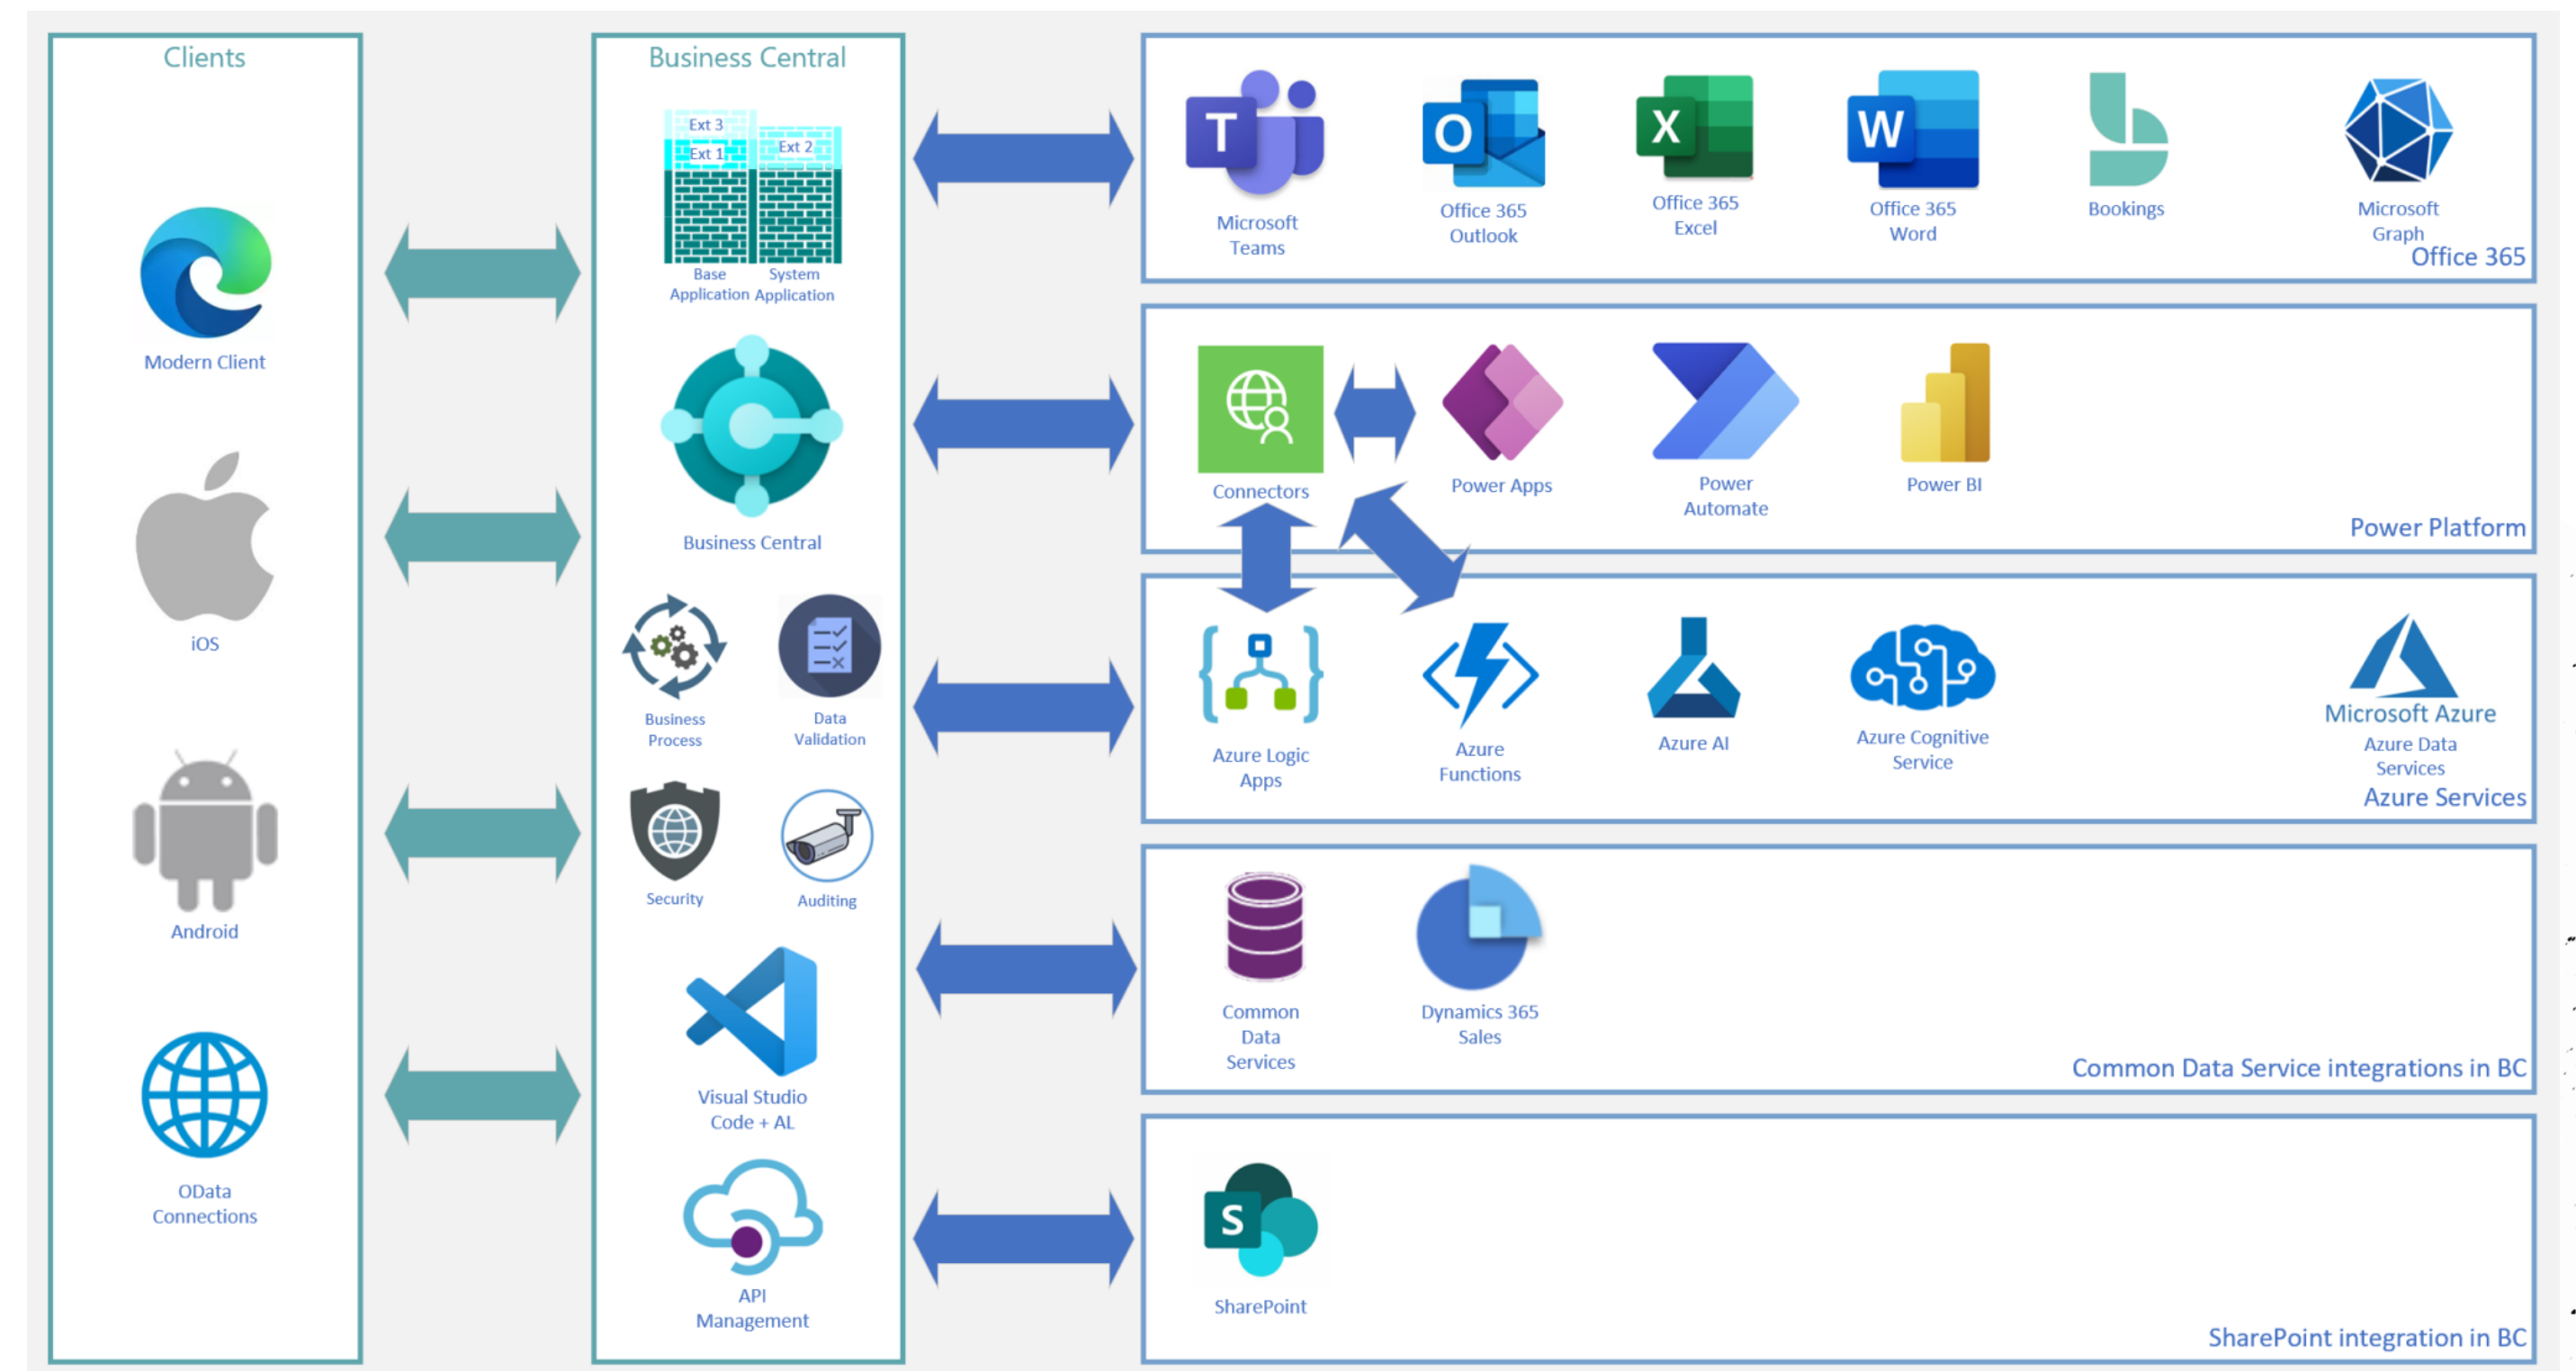 Clients
Modern Client
iOS
Android
OData
Connections
Business Central
Ext 3
Ext 1
Ext 2
Base
Application
System
Application
Business Central
Business
Process
Data
Validation
Security
Auditing
Visual Studio
Code + AL
API
Management
T
Microsoft
Teams
O
Office 365
Outlook
X
Office 365
Excel
W
Office 365
Word
Bookings
Microsoft
Graph
Office 365
Connectors
Power Apps
Power
Automate
Power BI
Power Platform
Azure Logic
Apps
Azure
Functions
Azure AI
Azure Cognitive
Service
Microsoft Azure
Azure Data
Services
Azure Services
Common
Data
Services
Dynamics 365
Sales
Common Data Service integrations in BC
S
SharePoint
SharePoint integration in BC